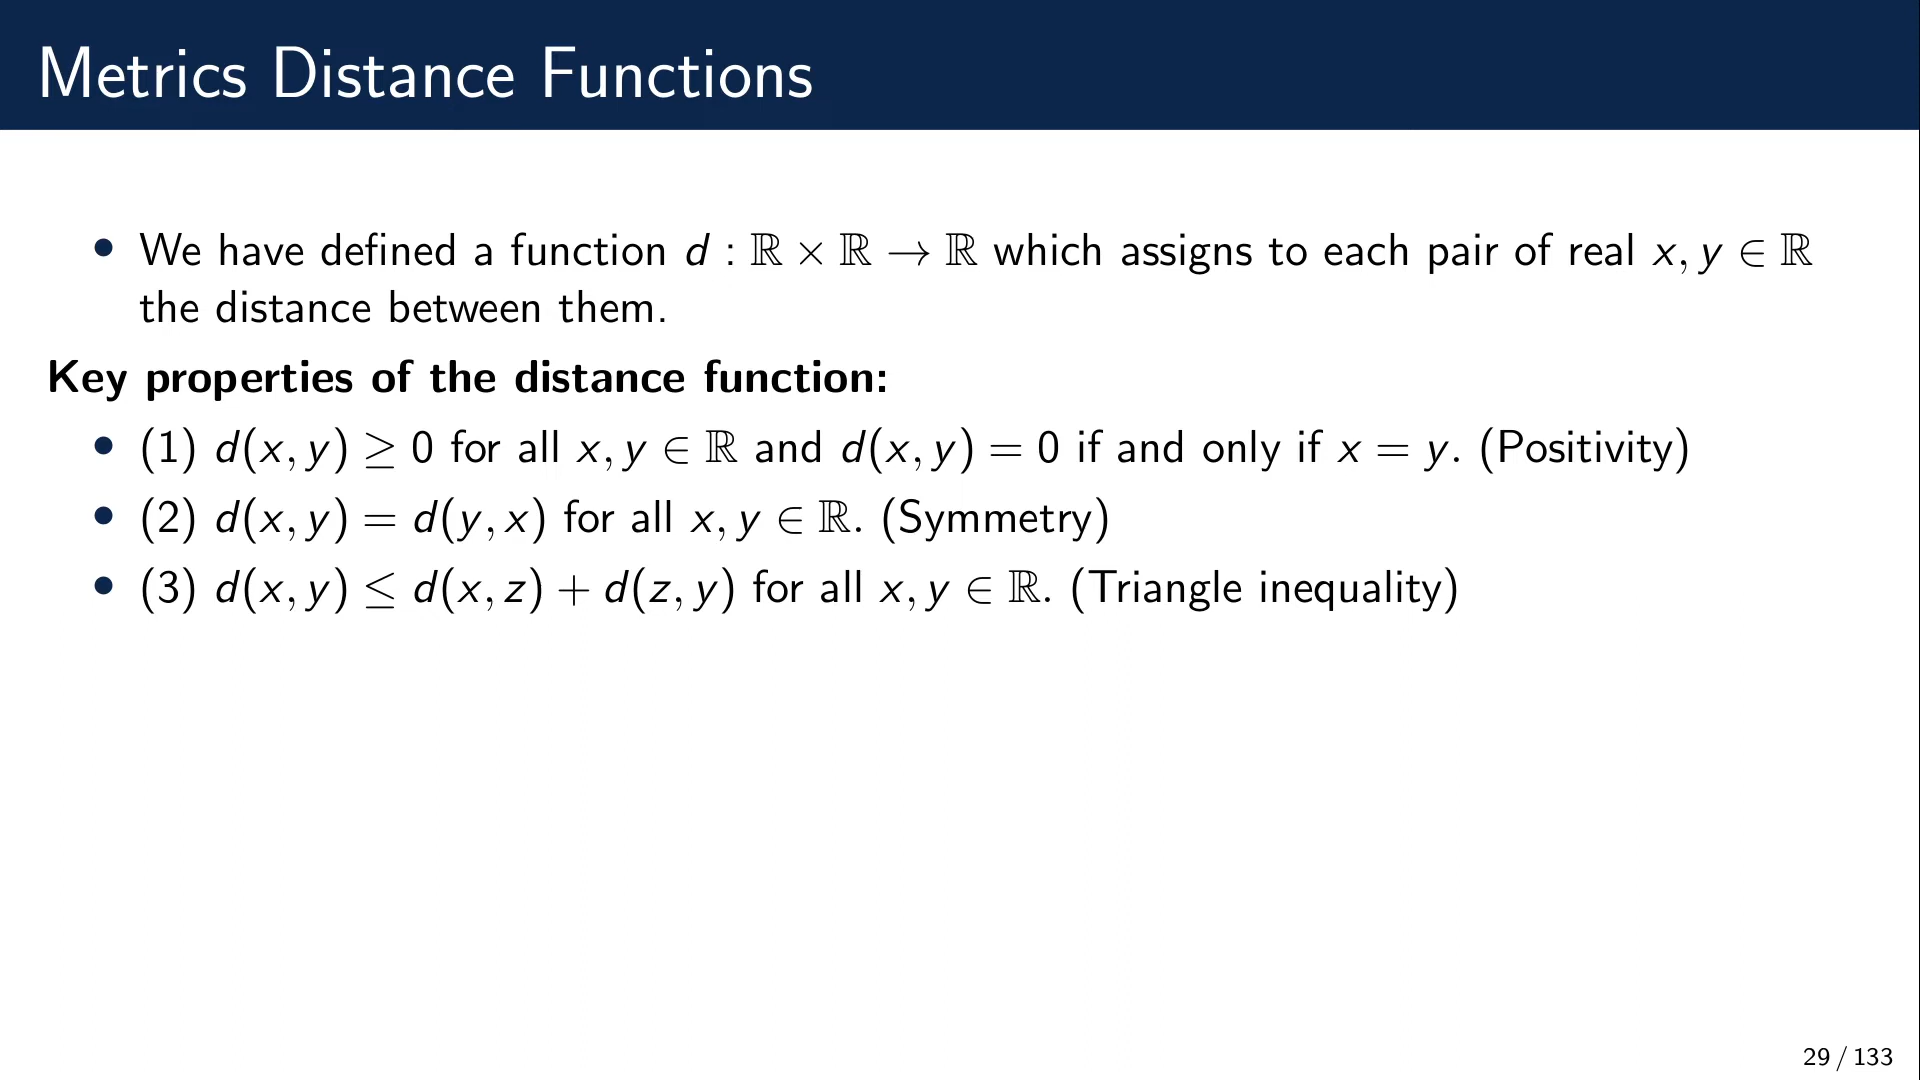 Metrics Distance Functions
• We have defined a function d : ℝ × ℝ → ℝ which assigns to each pair of real x, y ∈ ℝ
the distance between them.
Key properties of the distance function:
• (1) d(x, y) ≥ 0 for all x, y ∈ ℝ and d(x, y) = 0 if and only if x = y. (Positivity)
• (2) d(x, y) = d(y, x) for all x, y ∈ ℝ. (Symmetry)
• (3) d(x, y) ≤ d(x, z) + d(z, y) for all x, y ∈ ℝ. (Triangle inequality)
29 / 133